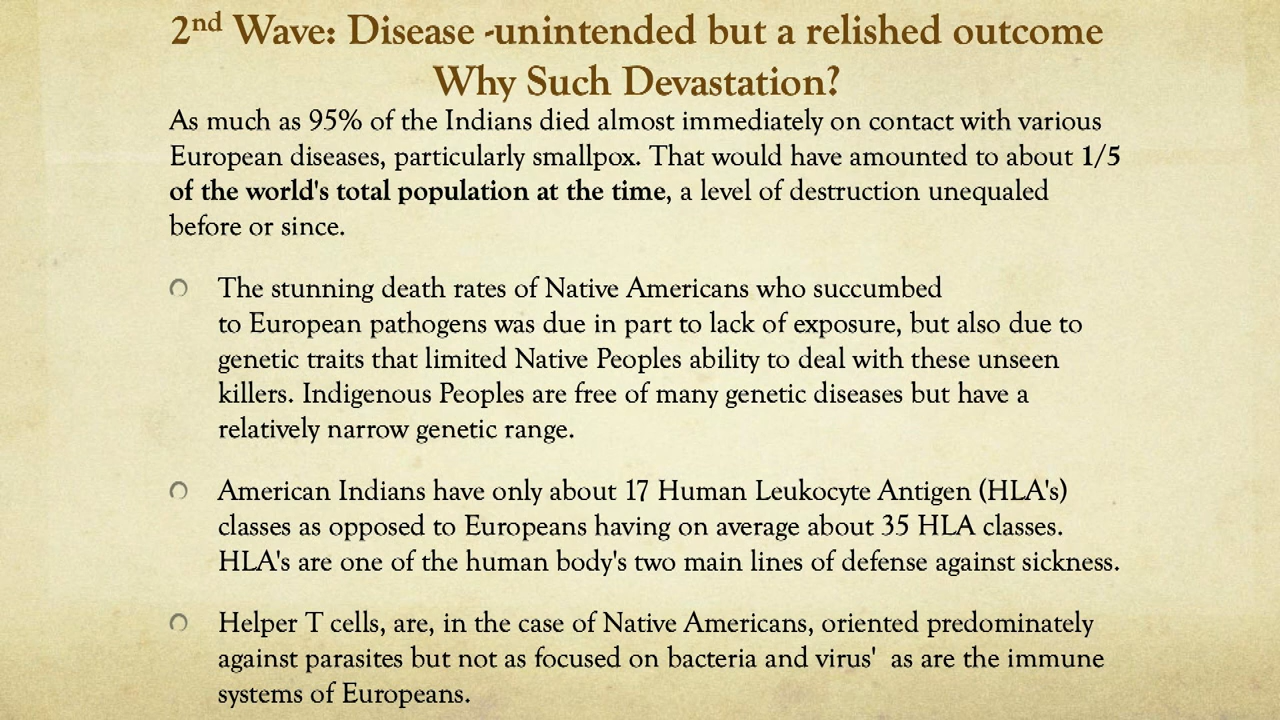 2nd Wave: Disease -unintended but a relished outcome
Why Such Devastation?
As much as 95% of the Indians died almost immediately on contact with various
European diseases, particularly smallpox. That would have amounted to about 1/5
of the world's total population at the time, a level of destruction unequaled
before or since.
The stunning death rates of Native Americans who succumbed
to European pathogens was due in part to lack of exposure, but also due to
genetic traits that limited Native Peoples ability to deal with these unseen
killers. Indigenous Peoples are free of many genetic diseases but have a
relatively narrow genetic range.
American Indians have only about 17 Human Leukocyte Antigen (HLA's)
classes as opposed to Europeans having on average about 35 HLA classes.
HLA's are one of the human body's two main lines of defense against sickness.
Helper T cells, are, in the case of Native Americans, oriented predominately
against parasites but not as focused on bacteria and virus'  as are the immune
systems of Europeans.